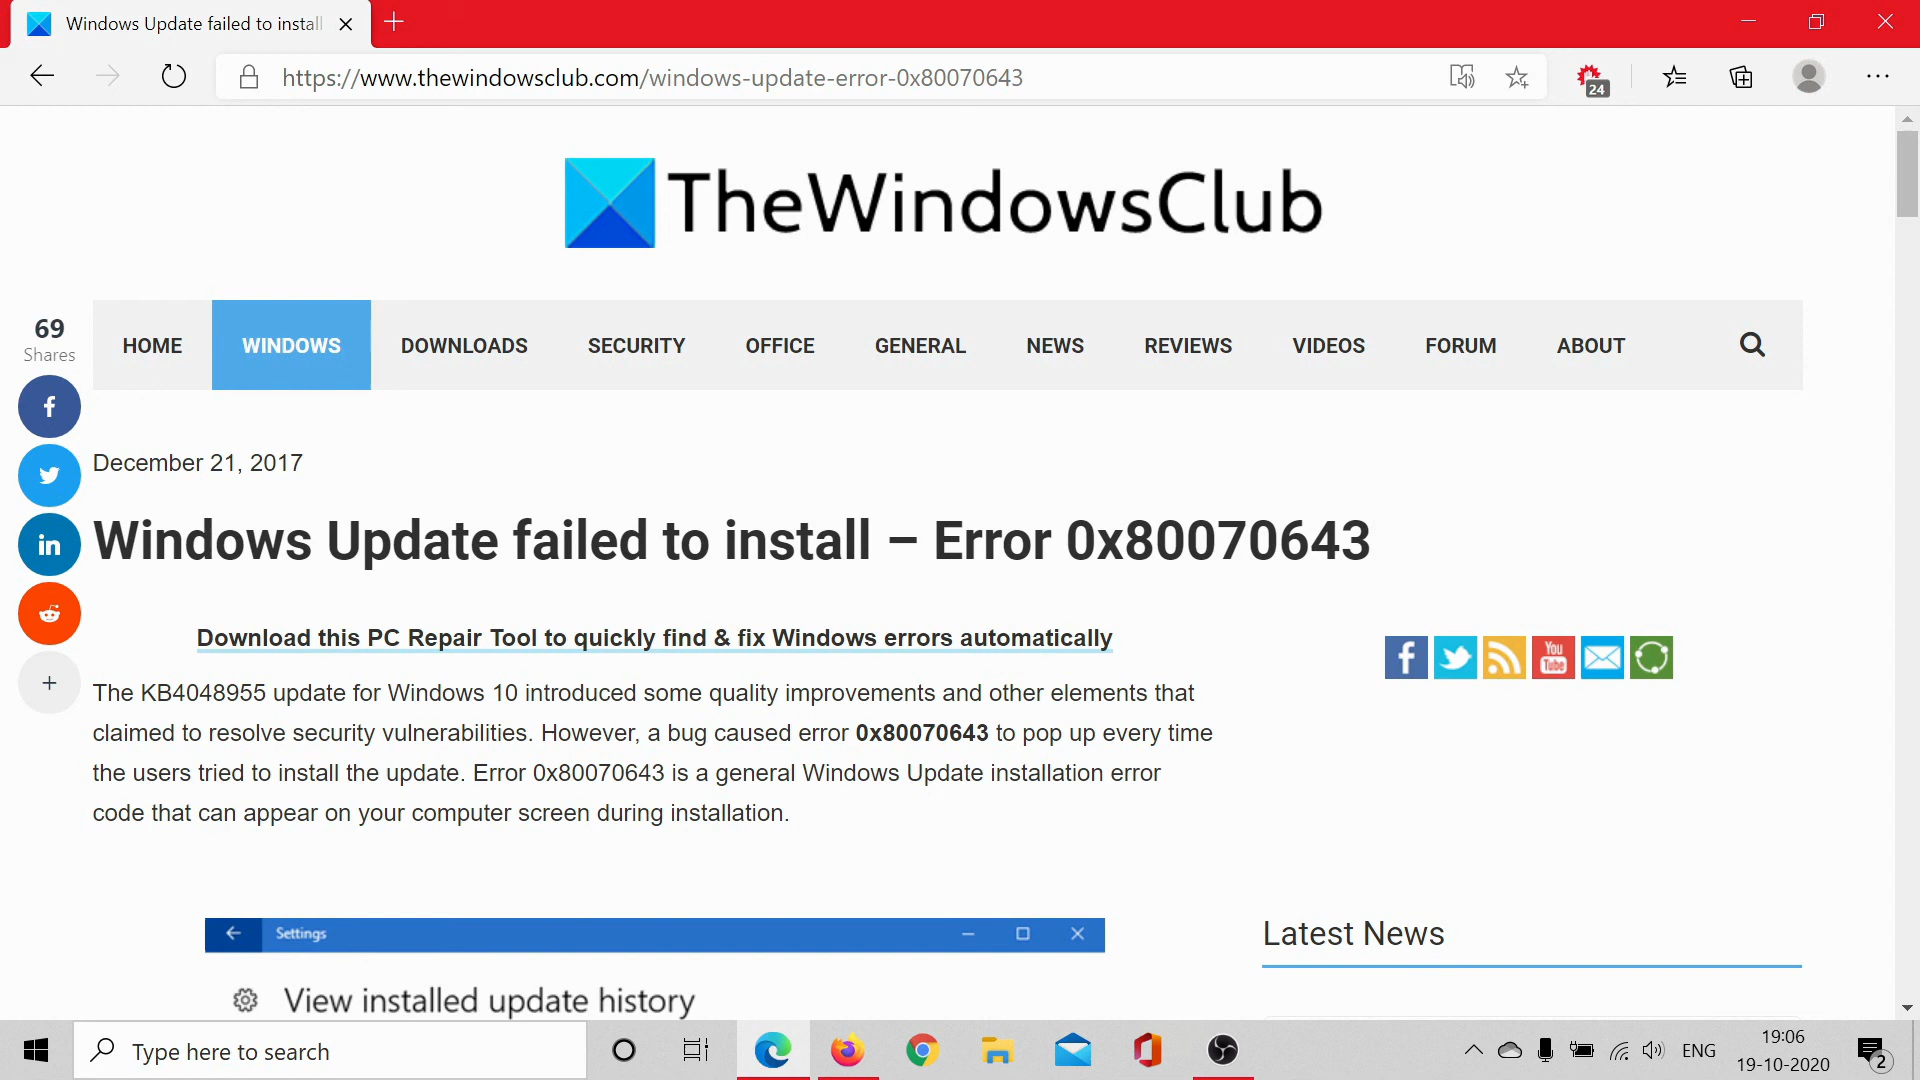 Windows Update failed to install
https://www.thewindowsclub.com/windows-update-error-0x80070643
24
TheWindowsClub
HOME WINDOWS DOWNLOADS SECURITY OFFICE GENERAL NEWS REVIEWS VIDEOS FORUM ABOUT
69
Shares
December 21, 2017
Windows Update failed to install – Error 0x80070643
Download this PC Repair Tool to quickly find & fix Windows errors automatically
The KB4048955 update for Windows 10 introduced some quality improvements and other elements that
claimed to resolve security vulnerabilities. However, a bug caused error 0x80070643 to pop up every time
the users tried to install the update. Error 0x80070643 is a general Windows Update installation error
code that can appear on your computer screen during installation.
You
Tube
Settings
View installed update history
Latest News
Type here to search
ENG
19:06
19-10-2020
2